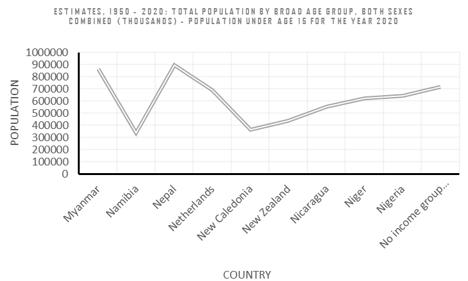 ESTIMATES, 1950 - 2020: TOTAL POPULATION BY BROAD AGE GROUP, BOTH SEXES
COMBINED (THOUSANDS) - POPULATION UNDER AGE 15 FOR THE YEAR 2020
POPULATION
1000000
900000
800000
700000
600000
500000
400000
300000
200000
100000
0
Myanmar
Namibia
Nepal
Netherlands
New Caledonia
New Zealand
Nicaragua
Niger
Nigeria
No income group...
COUNTRY